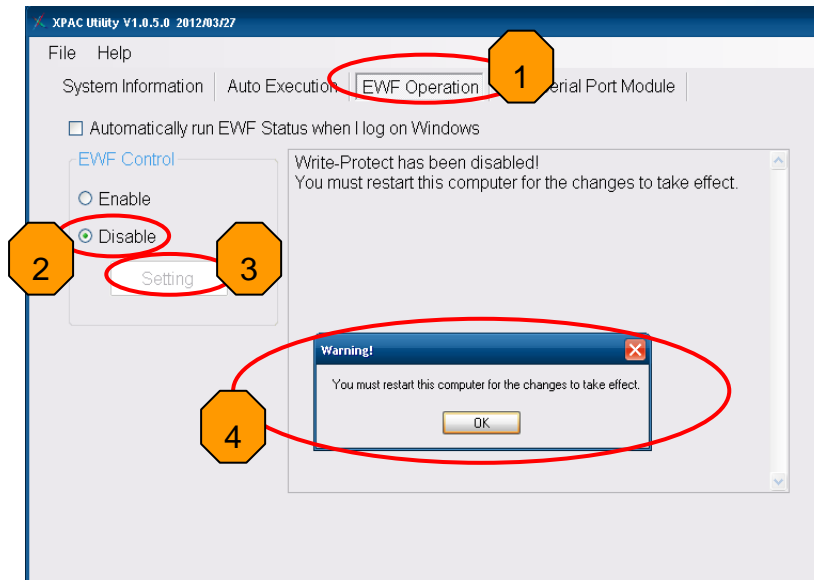 XPAC Utility V1.0.5.0 2012/03/27
File Help
System Information Auto Execution EWF Operation 1 erial Port Module
Automatically run EWF Status when I log on Windows
EWF Control
Enable
2 Disable
Setting 3
Write-Protect has been disabled!
You must restart this computer for the changes to take effect.
Warning!
You must restart this computer for the changes to take effect.
OK
4